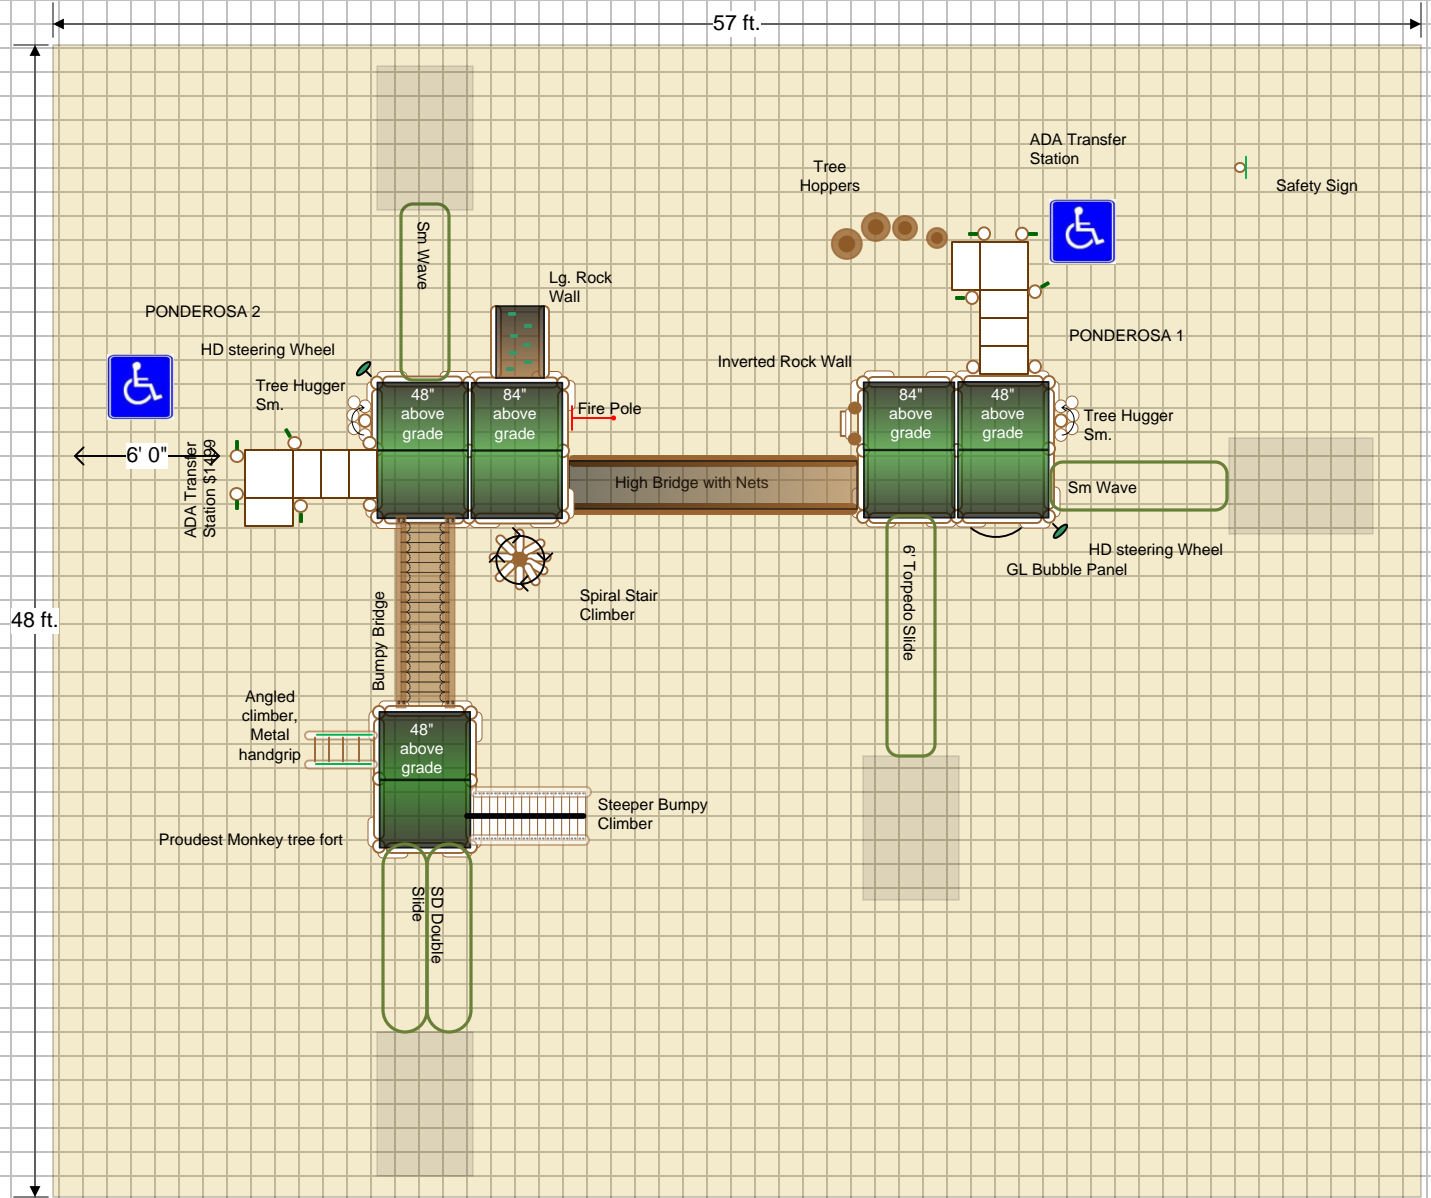 57 ft.
ADA Transfer
Station
Tree
Hoppers
Safety Sign
Sm Wave
Lg. Rock
Wall
PONDEROSA 2
PONDEROSA 1
HD steering Wheel
Inverted Rock Wall
Tree Hugger
Sm.
48"
above
grade
84"
above
grade
Fire Pole
84"
above
grade
48"
above
grade
Tree Hugger
Sm.
6' 0"
ADA Transfer
Station $1499
High Bridge with Nets
Sm Wave
HD steering Wheel
GL Bubble Panel
6' Torpedo Slide
Spiral Stair
Climber
48 ft.
Bumpy Bridge
Angled
climber,
Metal
handgrip
48"
above
grade
Steeper Bumpy
Climber
Proudest Monkey tree fort
SD Double
Slide